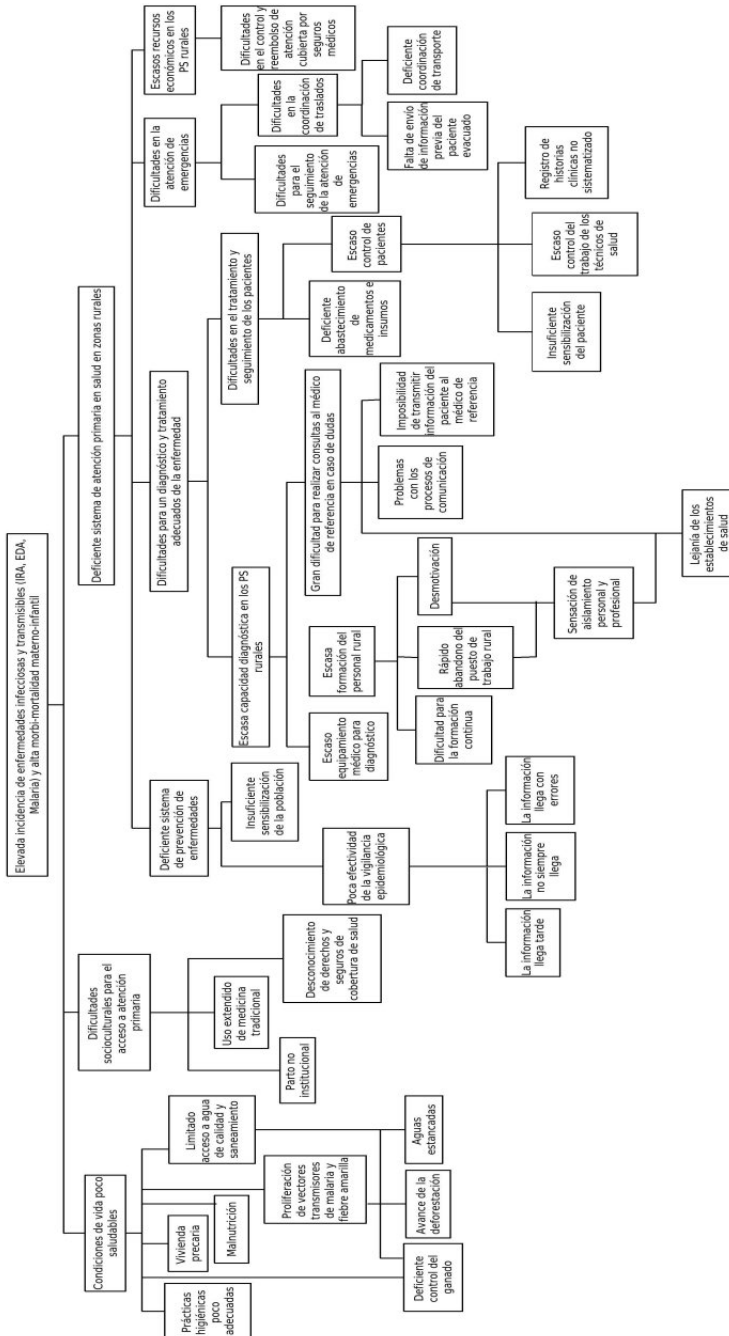 Elevada incidencia de enfermedades infecciosas y transmisibles (IRA, EDA,
Malaria) y alta morbi-mortalidad materno-infantil
Condiciones de vida poco
saludables
Dificultades
socioculturales para el
acceso a atención
primaria
Deficiente sistema de atención primaria en salud en zonas rurales
Prácticas
higiénicas
poco
adecuadas
Vivienda
precaria
Malnutrición
Limitado
acceso a agua
de calidad y
saneamiento
Proliferación
de vectores
transmisores
de malaria y
fiebre amarilla
Deficiente
control del
ganado
Avance de la
deforestación
Aguas
estancadas
Parto no
institucional
Uso extendido
de medicina
tradicional
Desconocimiento
de derechos y
seguros de
cobertura de salud
Deficiente sistema
de prevención de
enfermedades
Dificultades para un diagnóstico y tratamiento
adecuados de la enfermedad
Dificultades en la
atención de
emergencias
Escasos recursos
económicos en los
PS rurales
Insuficiente
sensibilización
de la población
Poca efectividad
de la vigilancia
epidemiológica
La información
llega tarde
La información
no siempre
llega
La información
llega con
errores
Escasa capacidad diagnóstica en los PS
rurales
Dificultades en el tratamiento y
seguimiento de los pacientes
Escaso
equipamiento
médico para
diagnóstico
Escasa
formación del
personal rural
Gran dificultad para realizar consultas al médico
de referencia en caso de dudas
Dificultad para
la formación
continua
Rápido
abandono del
puesto de
trabajo rural
Desmotivación
Sensación de
aislamiento
personal y
profesional
Problemas
con los
procesos de
comunicación
Imposibilidad
de transmitir
información del
paciente al
médico de
referencia
Lejanía de los
establecimientos
de salud
Deficiente
abastecimiento
de
medicamentos e
insumos
Escaso
control de
pacientes
Insuficiente
sensibilización
del paciente
Escaso
control del
trabajo de los
técnicos de
salud
Registro de
historias
clínicas no
sistematizado
Dificultades
para el
seguimiento
de la atención
de
emergencias
Dificultades
en la
coordinación
de traslados
Falta de envío
de información
previa del
paciente
evacuado
Deficiente
coordinación
de transporte
Dificultades
en el control y
reembolso de
atención
cubierta por
seguros
médicos